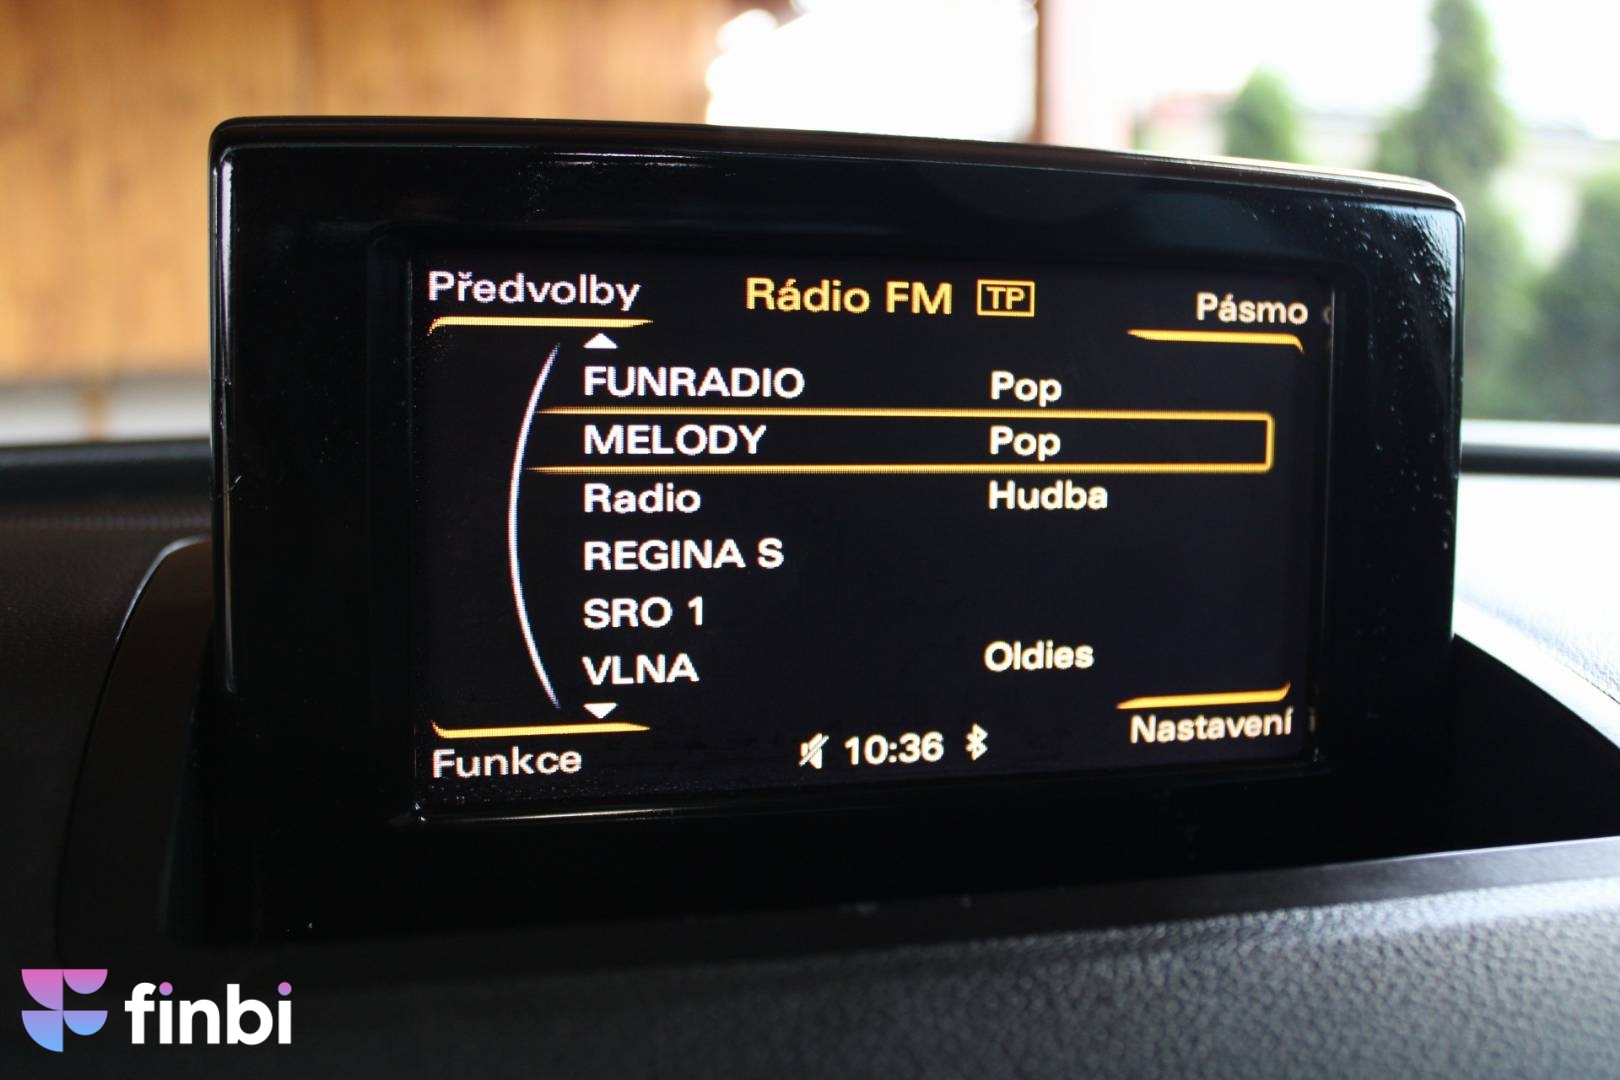 Předvolby Rádio FM TP Pásmo
FUNRADIO Pop
MELODY Pop
Radio Hudba
REGINA S
SRO 1
VLNA Oldies
Funkce 10:36 Nastavení
finbi